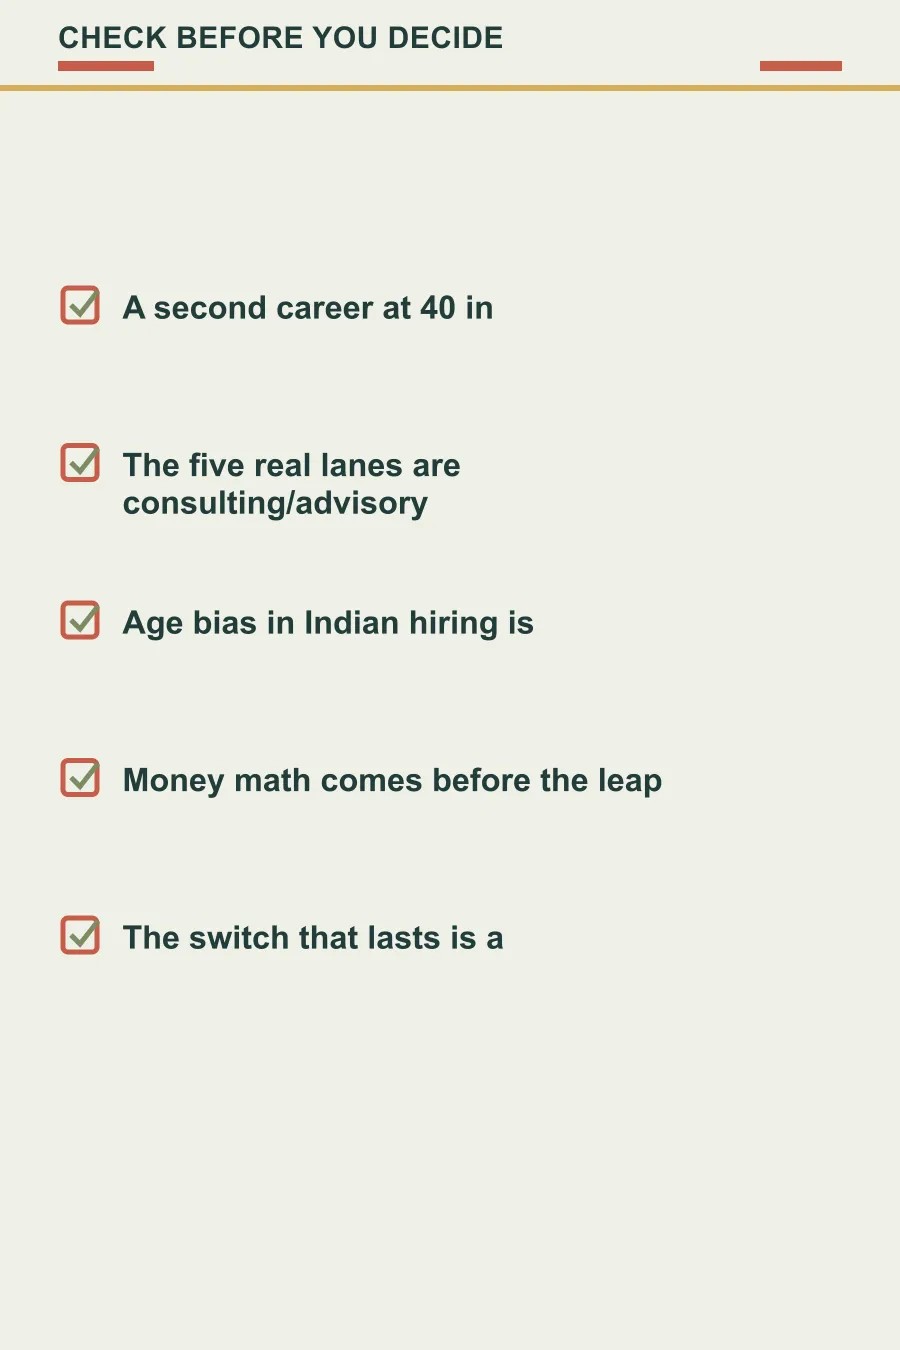 CHECK BEFORE YOU DECIDE
A second career at 40 in
The five real lanes are
consulting/advisory
Age bias in Indian hiring is
Money math comes before the leap
The switch that lasts is a